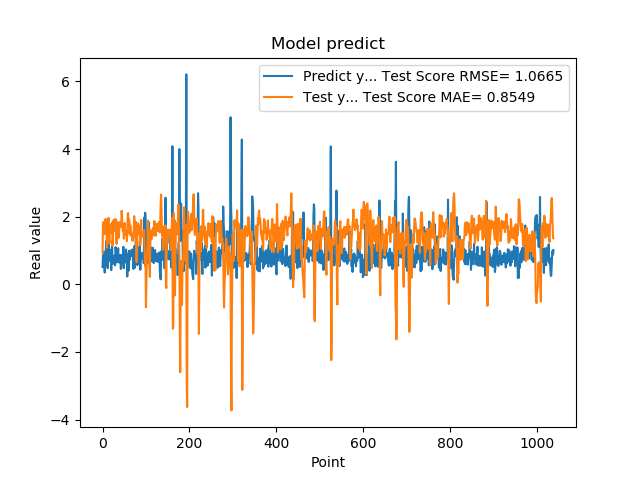 Model predict
Predict y... Test Score RMSE= 1.0665
Test y... Test Score MAE= 0.8549
Real value
6
4
2
0
−2
−4
0 200 400 600 800 1000
Point